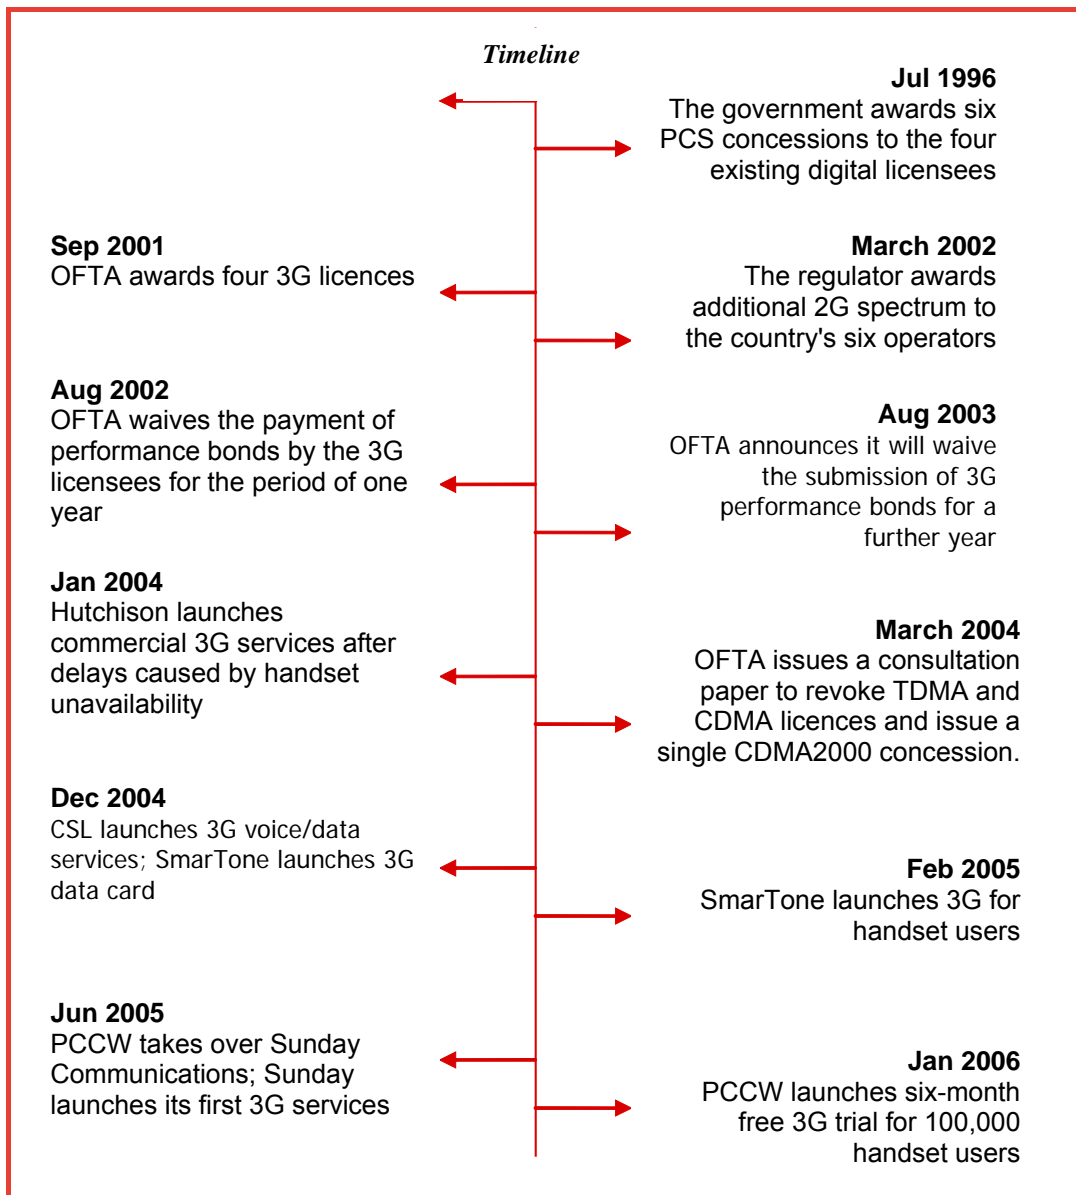 Timeline
Jul 1996
The government awards six
PCS concessions to the four
existing digital licensees
Sep 2001
OFTA awards four 3G licences
March 2002
The regulator awards
additional 2G spectrum to
the country's six operators
Aug 2002
OFTA waives the payment of
performance bonds by the 3G
licensees for the period of one
year
Aug 2003
OFTA announces it will waive
the submission of 3G
performance bonds for a
further year
Jan 2004
Hutchison launches
commercial 3G services after
delays caused by handset
unavailability
March 2004
OFTA issues a consultation
paper to revoke TDMA and
CDMA licences and issue a
single CDMA2000 concession.
Dec 2004
CSL launches 3G voice/data
services; SmarTone launches 3G
data card
Feb 2005
SmarTone launches 3G for
handset users
Jun 2005
PCCW takes over Sunday
Communications; Sunday
launches its first 3G services
Jan 2006
PCCW launches six-month
free 3G trial for 100,000
handset users